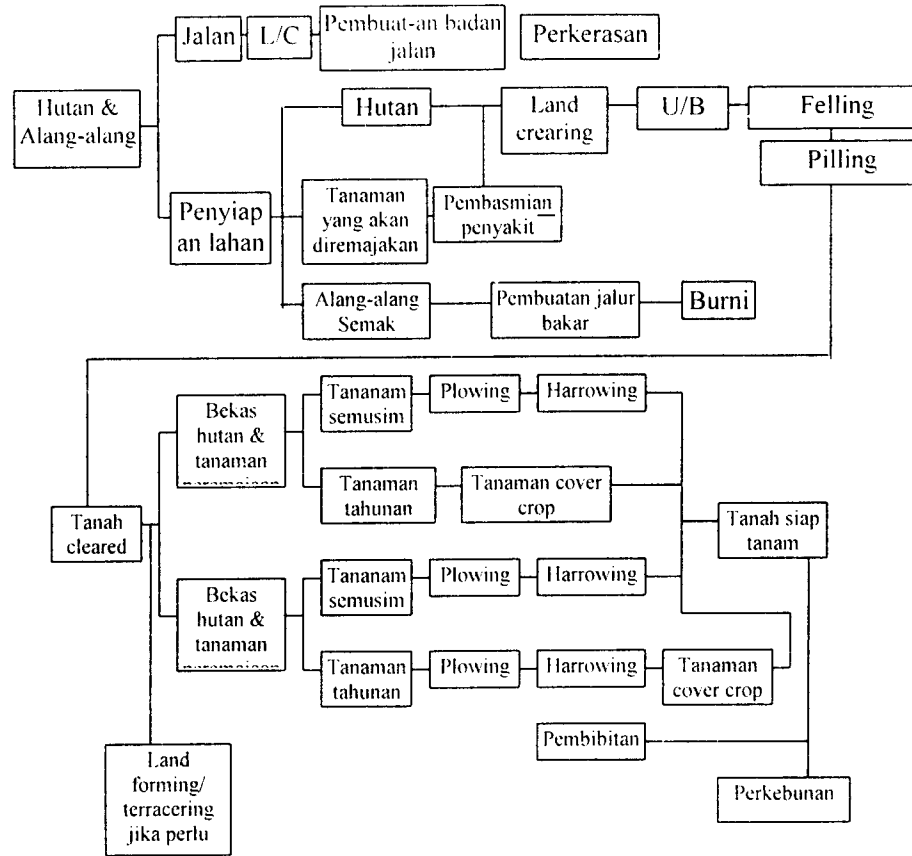 Jalan
L/C
Pembuat-an badan
jalan
Perkerasan
Hutan &
Alang-alang
Hutan
Land
crearing
U/B
Felling
Pilling
Penyiap
an lahan
Tanaman
yang akan
diremajakan
Pembasmian
penyakit
Alang-alang
Semak
Pembuatan jalur
bakar
Burni
Bekas
hutan &
tanaman
Tananam
semusim
Plowing
Harrowing
Tanaman
tahunan
Tanaman cover
crop
Tanah
cleared
Tanah siap
tanam
Bekas
hutan &
tanaman
Tananam
semusim
Plowing
Harrowing
Tanaman
tahunan
Plowing
Harrowing
Tanaman
cover crop
Pembibitan
Land
forming/
terracering
jika perlu
Perkebunan